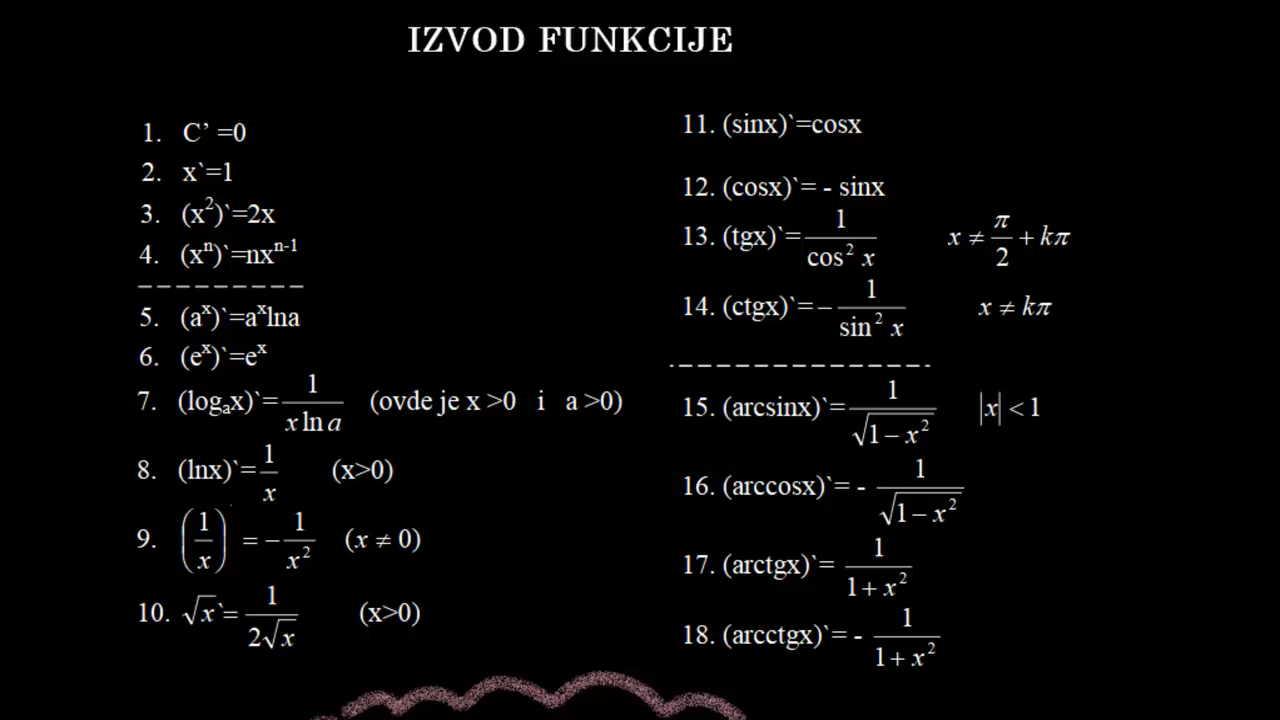 IZVOD FUNKCIJE
1. C’ =0
2. x`=1
3. (x²)`=2x
4. (xⁿ)`=nxⁿ⁻¹
5. (aˣ)`=aˣlna
6. (eˣ)`=eˣ
7. (logₐx)`= 1/(x ln a) (ovde je x >0 i a >0)
8. (lnx)`= 1/x (x>0)
9. (1/x)' = − 1/x² (x ≠ 0)
10. √x`= 1/(2√x) (x>0)
11. (sinx)`=cosx
12. (cosx)`= - sinx
13. (tgx)`= 1/(cos² x) x ≠ π/2 + kπ
14. (ctgx)`= − 1/(sin² x) x ≠ kπ
15. (arcsinx)`= 1/√(1 − x²) |x| < 1
16. (arccosx)`= - 1/√(1 − x²)
17. (arctgx)`= 1/(1 + x²)
18. (arcctgx)`= - 1/(1 + x²)